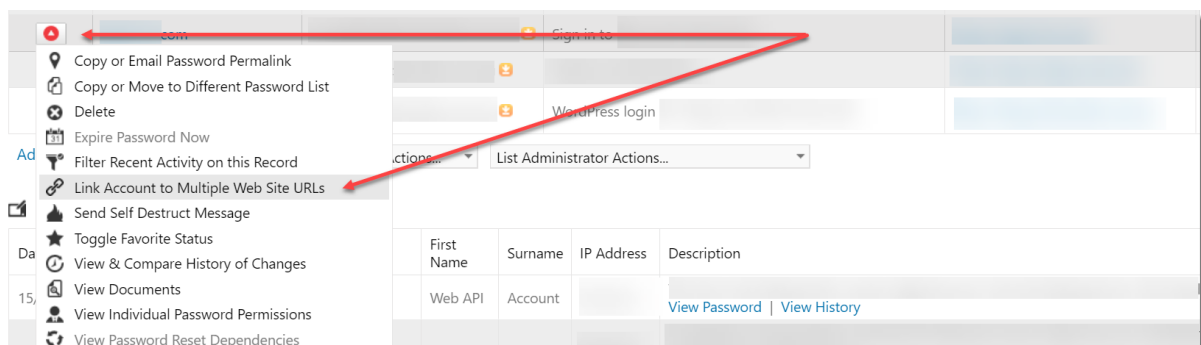 .com Sign in to
Copy or Email Password Permalink
Copy or Move to Different Password List
Delete
WordPress login
Expire Password Now
Ad ctions... List Administrator Actions...
Filter Recent Activity on this Record
Link Account to Multiple Web Site URLs
Send Self Destruct Message
Toggle Favorite Status
Da First Name Surname IP Address Description
View & Compare History of Changes
View Documents
15/ Web API Account
View Password | View History
View Individual Password Permissions
View Password Reset Dependencies